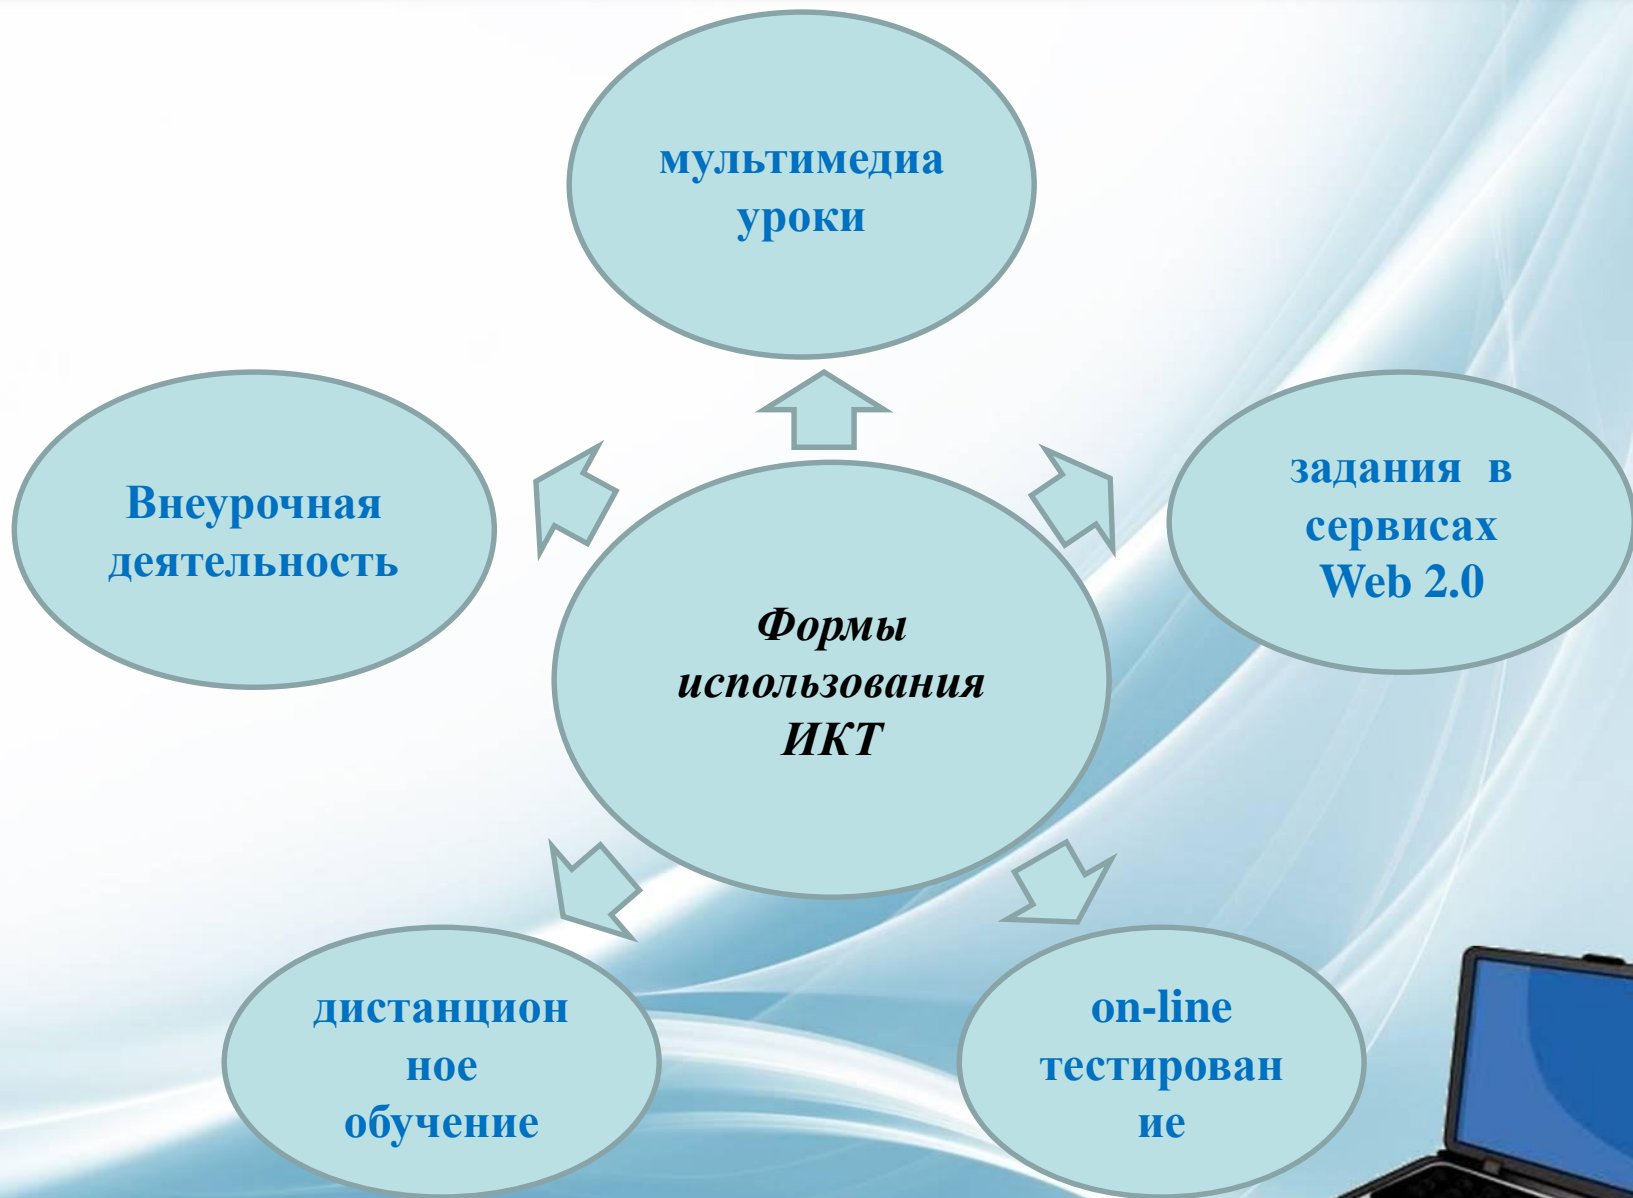 мультимедиа
уроки
Внеурочная
деятельность
задания в
сервисах
Web 2.0
Формы
использования
ИКТ
дистанцион
ное
обучение
on-line
тестирован
ие